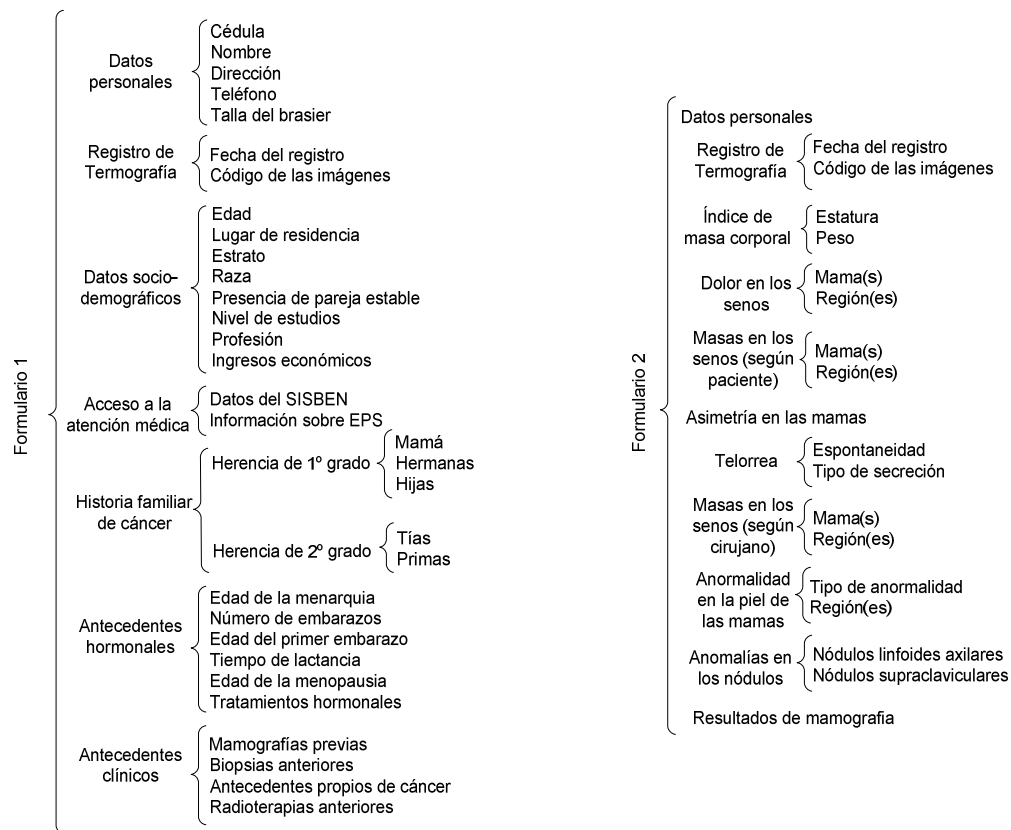 Formulario 1
Datos
personales
Cédula
Nombre
Dirección
Teléfono
Talla del brasier
Registro de
Termografía
Fecha del registro
Código de las imágenes
Datos socio-
demográficos
Edad
Lugar de residencia
Estrato
Raza
Presencia de pareja estable
Nivel de estudios
Profesión
Ingresos económicos
Acceso a la
atención médica
Datos del SISBEN
Información sobre EPS
Historia familiar
de cáncer
Herencia de 1º grado
Mamá
Hermanas
Hijas
Herencia de 2º grado
Tías
Primas
Antecedentes
hormonales
Edad de la menarquia
Número de embarazos
Edad del primer embarazo
Tiempo de lactancia
Edad de la menopausia
Tratamientos hormonales
Antecedentes
clínicos
Mamografías previas
Biopsias anteriores
Antecedentes propios de cáncer
Radioterapias anteriores
Formulario 2
Datos personales
Registro de
Termografía
Fecha del registro
Código de las imágenes
Índice de
masa corporal
Estatura
Peso
Dolor en los
senos
Mama(s)
Región(es)
Masas en los
senos (según
paciente)
Mama(s)
Región(es)
Asimetría en las mamas
Telorrea
Espontaneidad
Tipo de secreción
Masas en los
senos (según
cirujano)
Mama(s)
Región(es)
Anormalidad
en la piel de
las mamas
Tipo de anormalidad
Región(es)
Anomalías en
los nódulos
Nódulos linfoides axilares
Nódulos supraclaviculares
Resultados de mamografia